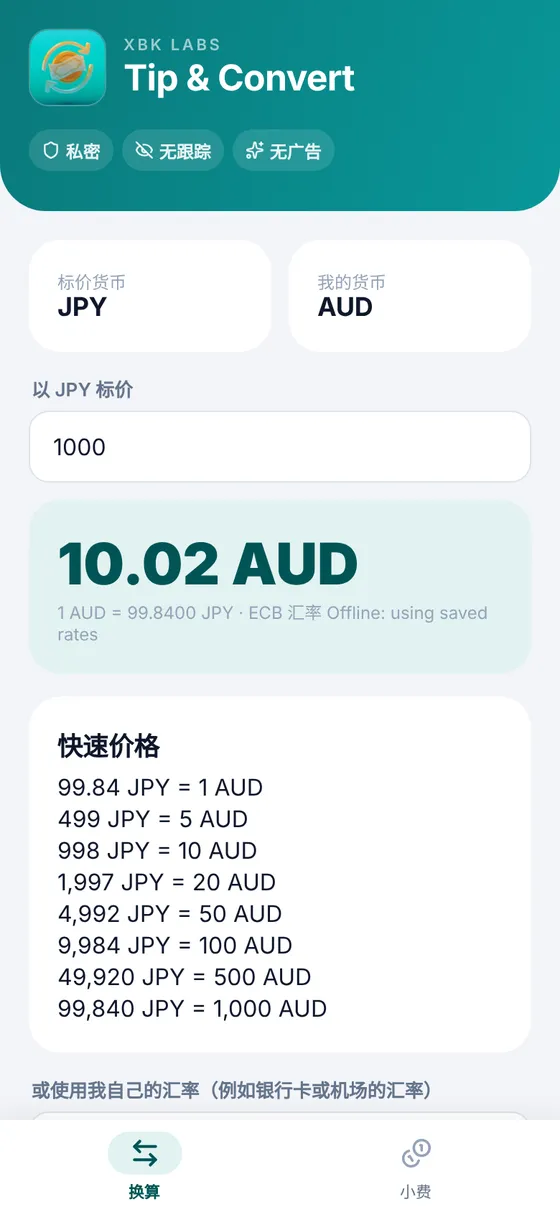 XBK LABS
Tip & Convert
私密
无跟踪
无广告
标价货币
JPY
我的货币
AUD
以 JPY 标价
1000
10.02 AUD
1 AUD = 99.8400 JPY · ECB 汇率 Offline: using saved
rates
快速价格
99.84 JPY = 1 AUD
499 JPY = 5 AUD
998 JPY = 10 AUD
1,997 JPY = 20 AUD
4,992 JPY = 50 AUD
9,984 JPY = 100 AUD
49,920 JPY = 500 AUD
99,840 JPY = 1,000 AUD
或使用我自己的汇率（例如银行卡或机场的汇率）
换算
小费